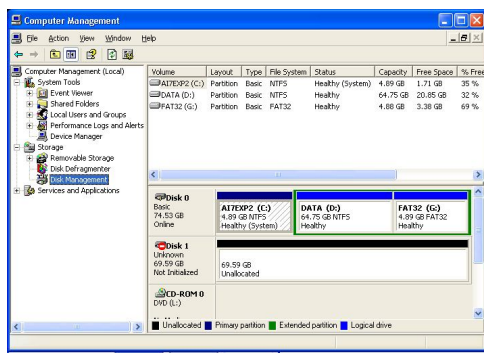 Computer Management
File Action View Window Help
Computer Management (Local)
System Tools
Event Viewer
Shared Folders
Local Users and Groups
Performance Logs and Alerts
Device Manager
Storage
Removable Storage
Disk Defragmenter
Disk Management
Services and Applications
Volume Layout Type File System Status Capacity Free Space % Free
AI7EXP2 (C:) Partition Basic NTFS Healthy (System) 4.89 GB 1.71 GB 35 %
DATA (D:) Partition Basic NTFS Healthy 64.75 GB 20.85 GB 32 %
FAT32 (G:) Partition Basic FAT32 Healthy 4.88 GB 3.38 GB 69 %
Disk 0
Basic
74.53 GB
Online
AI7EXP2 (C:)
4.89 GB NTFS
Healthy (System)
DATA (D:)
64.75 GB NTFS
Healthy
FAT32 (G:)
4.89 GB FAT32
Healthy
Disk 1
Unknown
69.59 GB
Not Initialized
69.59 GB
Unallocated
CD-ROM 0
DVD (L:)
Unallocated Primary partition Extended partition Logical drive